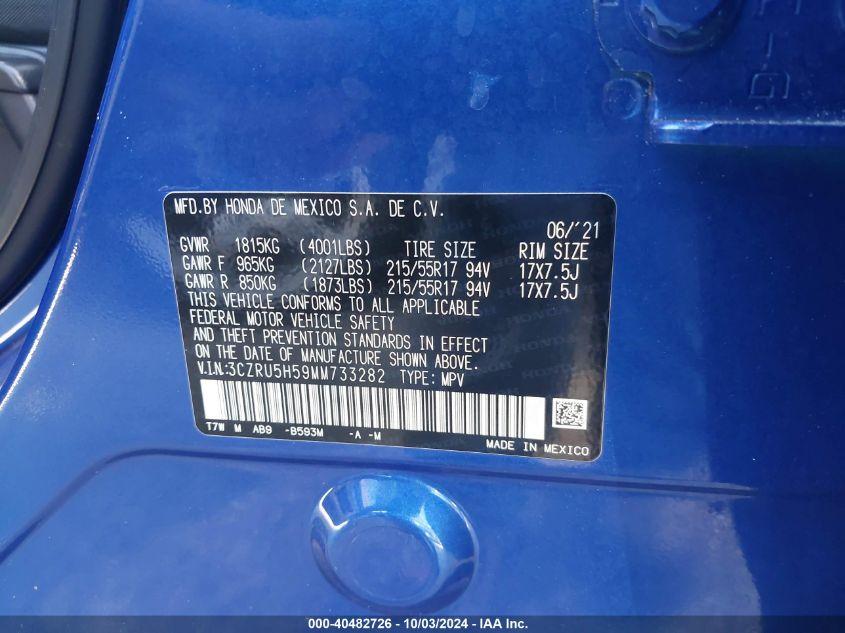 MFD.BY HONDA DE MEXICO S.A. DE C.V.
06/'21
GVWR 1815KG (4001LBS) TIRE SIZE RIM SIZE
GAWR F 965KG (2127LBS) 215/55R17 94V 17X7.5J
GAWR R 850KG (1873LBS) 215/55R17 94V 17X7.5J
THIS VEHICLE CONFORMS TO ALL APPLICABLE
FEDERAL MOTOR VEHICLE SAFETY
AND THEFT PREVENTION STANDARDS IN EFFECT
ON THE DATE OF MANUFACTURE SHOWN ABOVE.
V.I.N:3CZRU5H59MM733282 TYPE: MPV
T7W M AB9 -B593M -A -M
MADE IN MEXICO
000-40482726 - 10/03/2024 - IAA Inc.